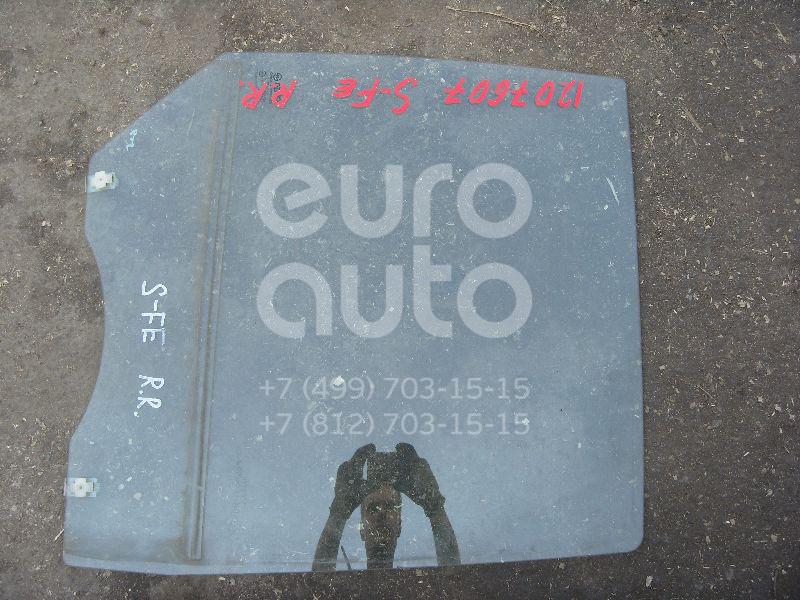 1207607 S-FE R.R.
euro
auto
S-FE R.R.
+7 (499) 703-15-15
+7 (812) 703-15-15